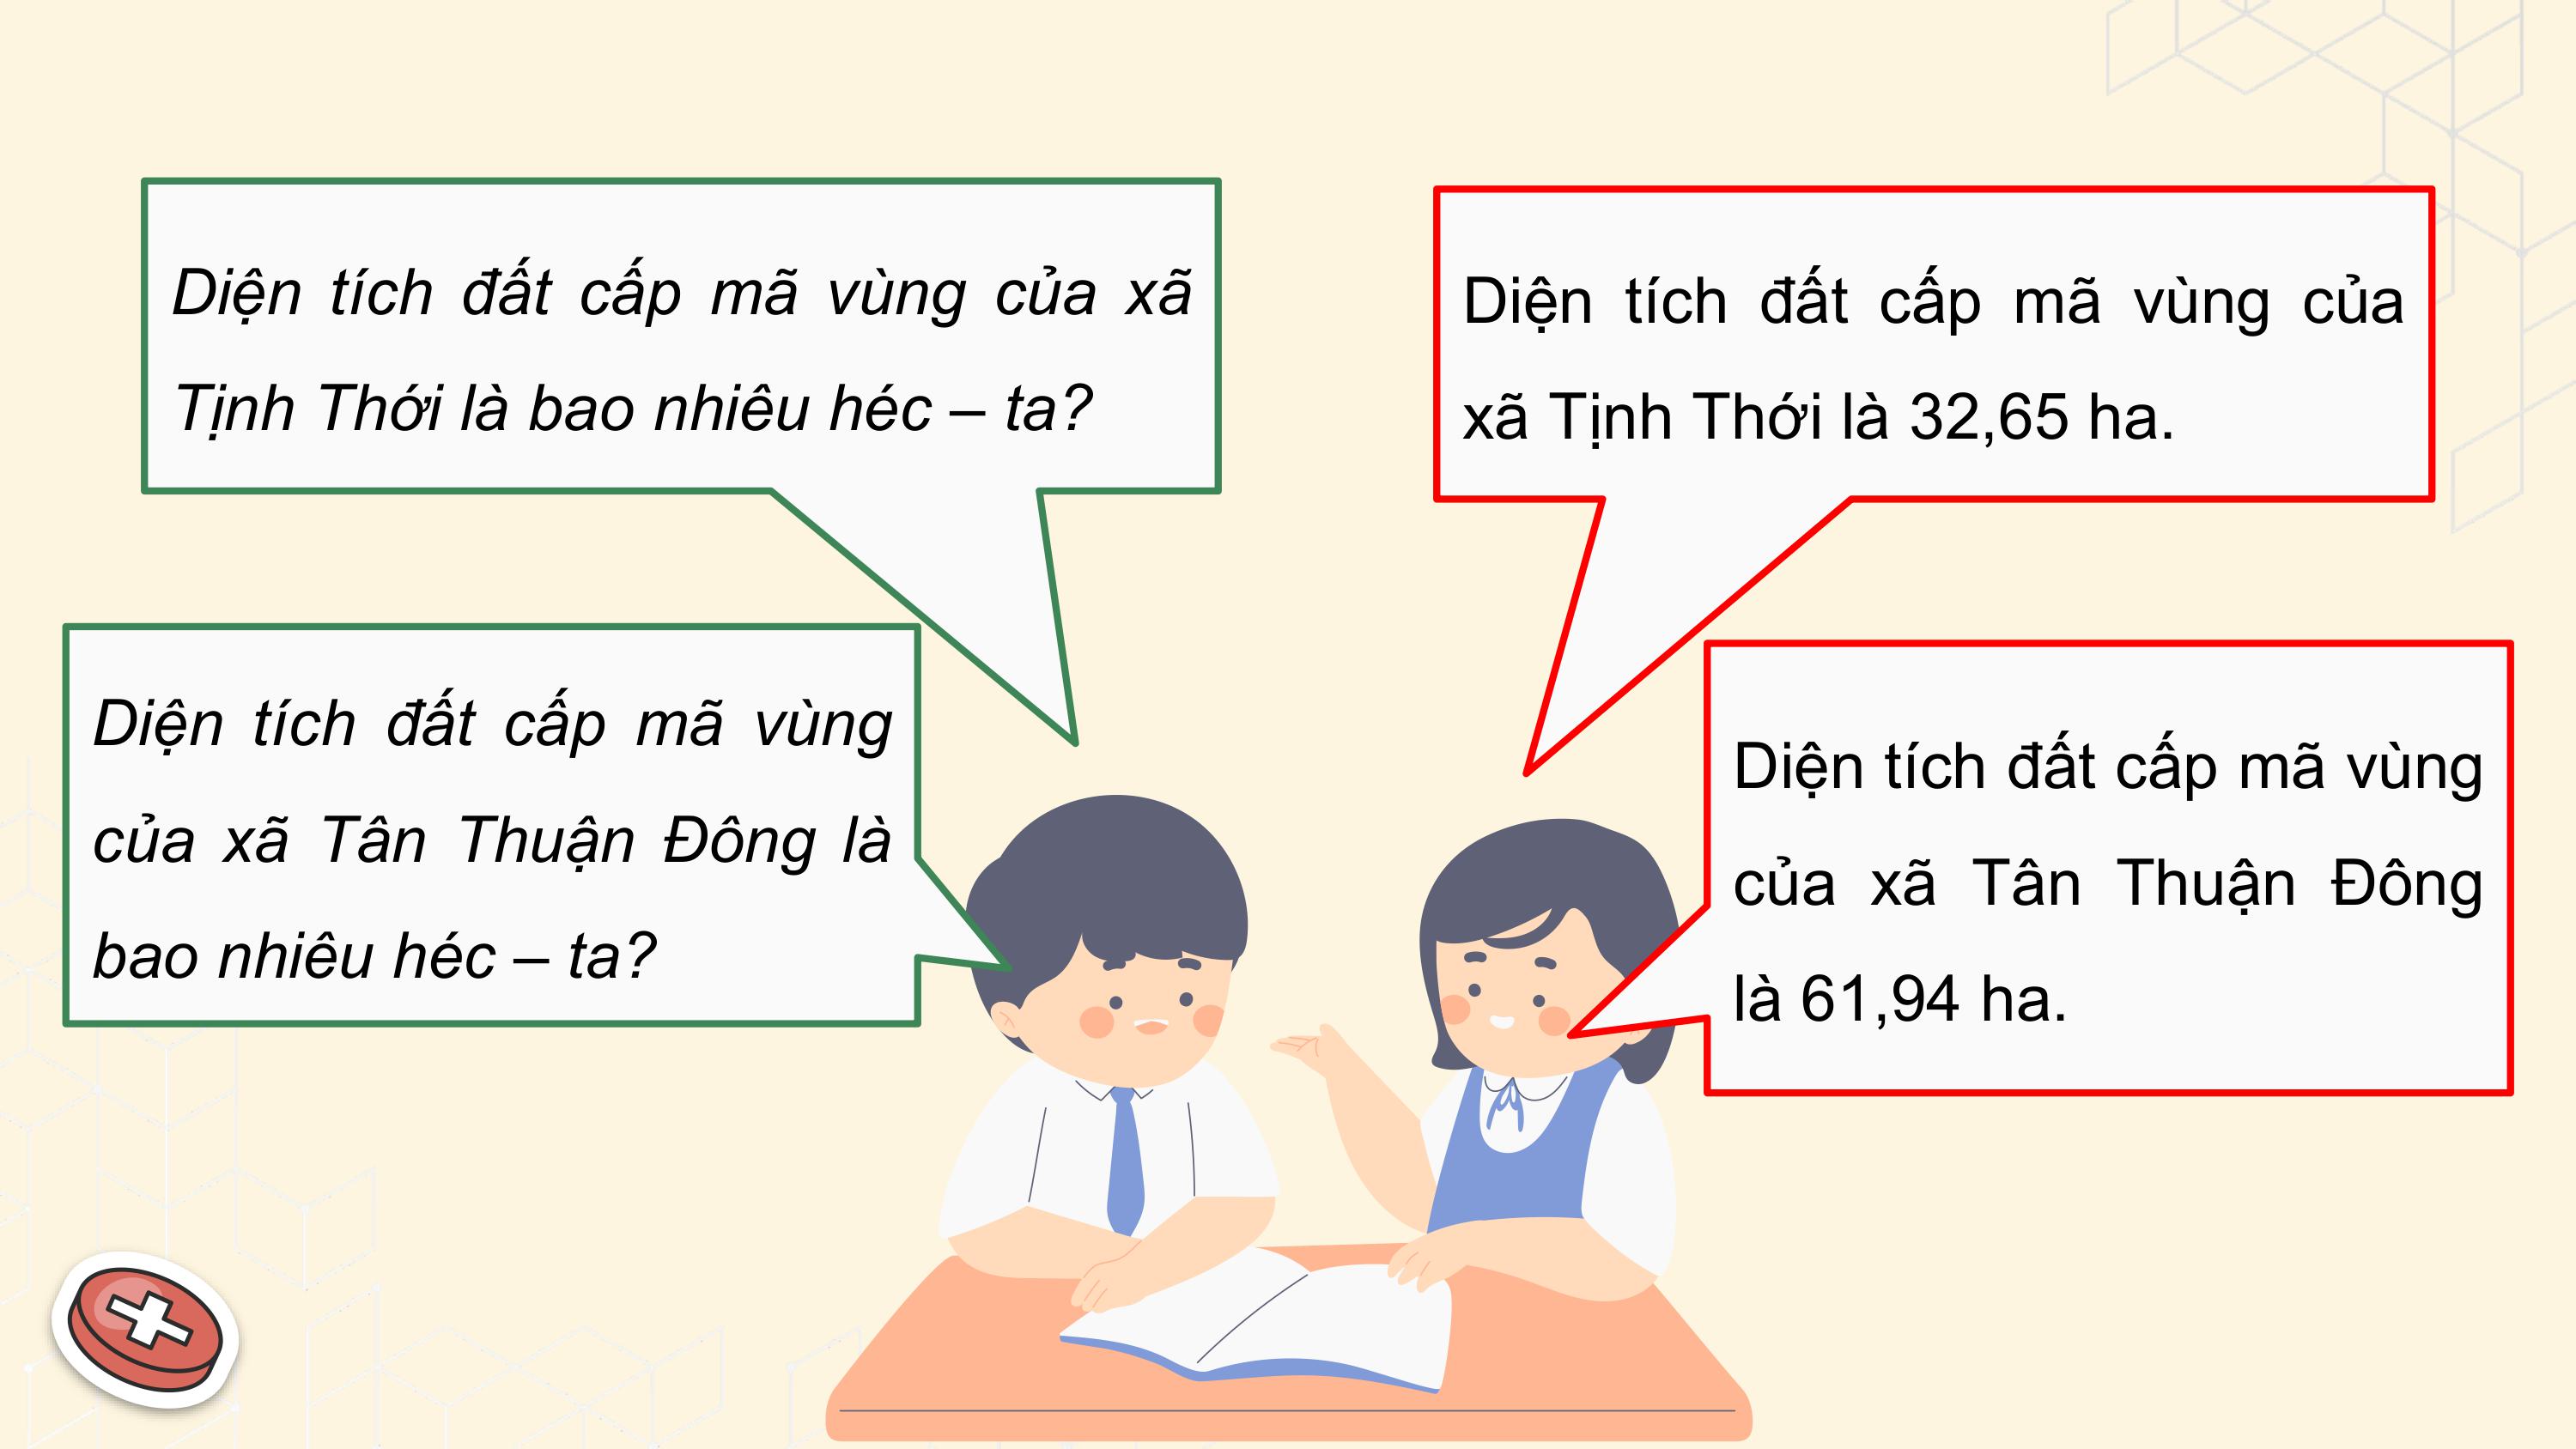 Diện tích đất cấp mã vùng của xã
Tịnh Thới là bao nhiêu héc – ta?
Diện tích đất cấp mã vùng của
xã Tịnh Thới là 32,65 ha.
Diện tích đất cấp mã vùng
của xã Tân Thuận Đông là
bao nhiêu héc – ta?
Diện tích đất cấp mã vùng
của xã Tân Thuận Đông
là 61,94 ha.